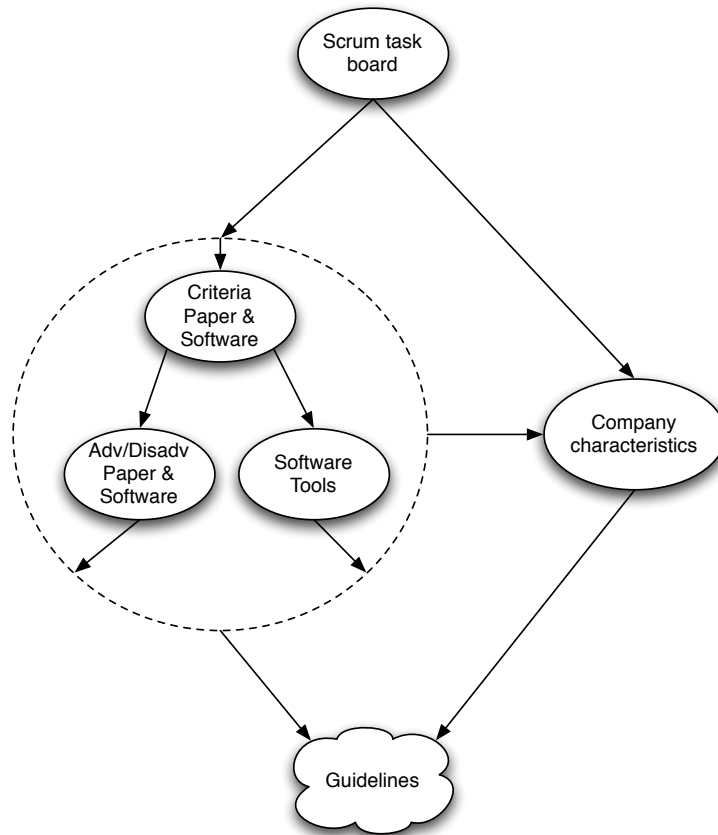 Scrum task
board
Criteria
Paper &
Software
Adv/Disadv
Paper &
Software
Software
Tools
Company
characteristics
Guidelines